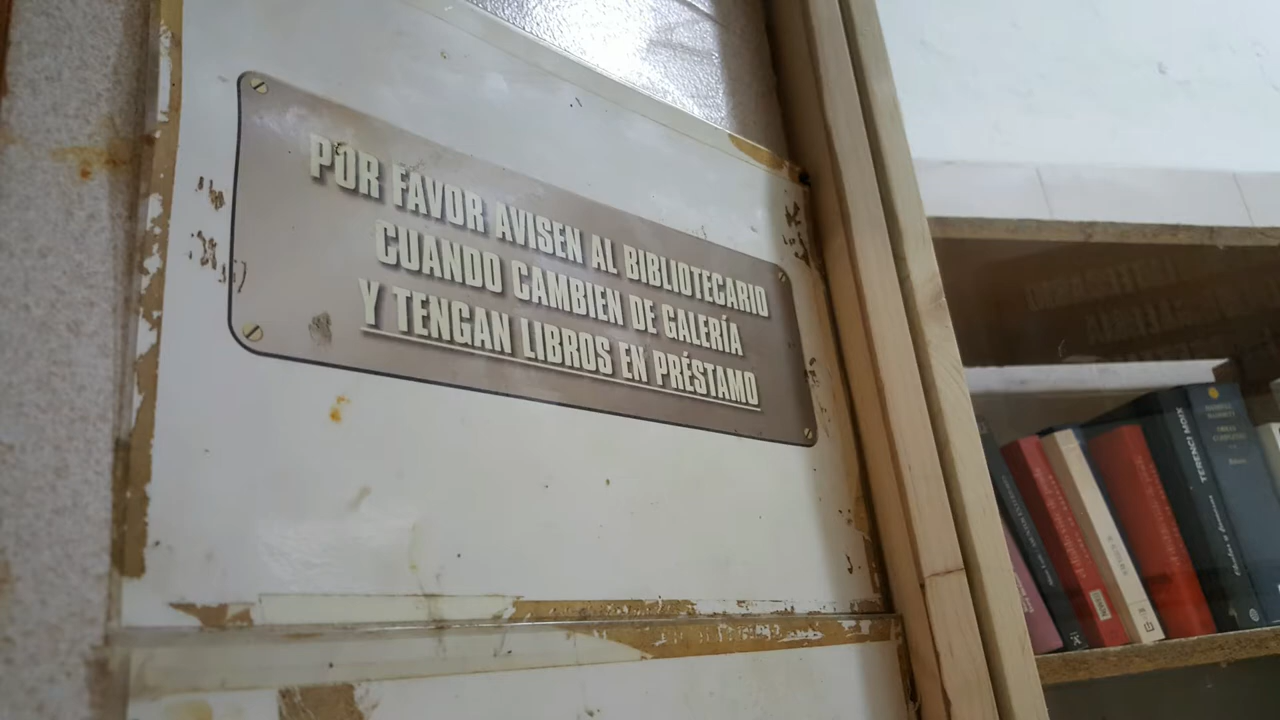 POR FAVOR AVISEN AL BIBLIOTECARIO
CUANDO CAMBIEN DE GALERÍA
Y TENGAN LIBROS EN PRÉSTAMO
TERENCI MOIX